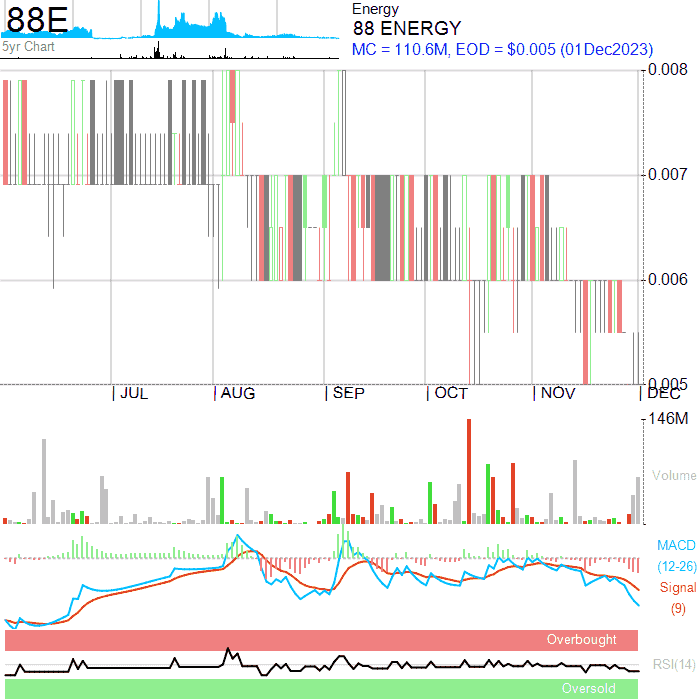 88E
5yr Chart
Energy
88 ENERGY
MC = 110.6M, EOD = $0.005 (01Dec2023)
0.008
0.007
0.006
0.005
JUL AUG SEP OCT NOV DEC
146M
Volume
MACD
(12-26)
Signal
(9)
Overbought
RSI(14)
Oversold